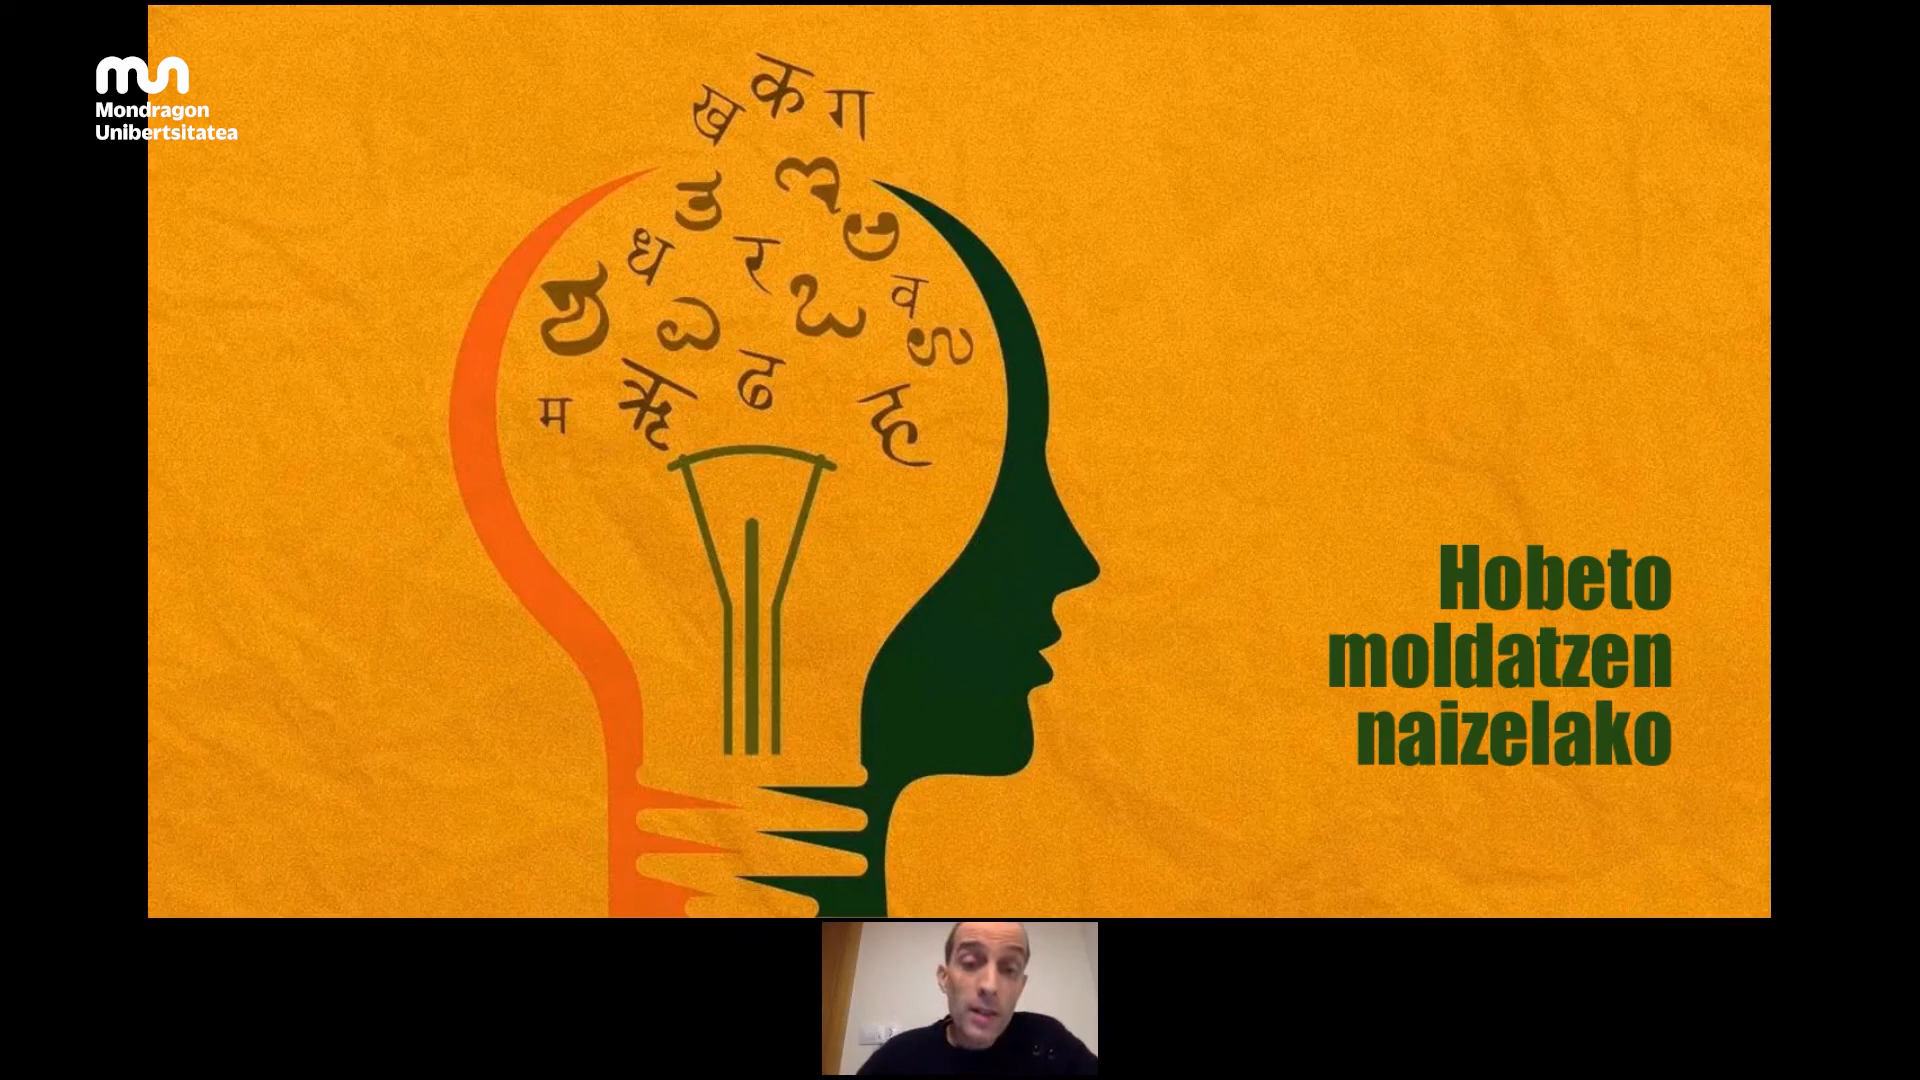 Mondragon
Unibertsitatea
क
ख
ग
ध
र
व
ಎ
ಒ
ಉ
म
ऋ
ढ
ह
Hobeto
moldatzen
naizelako